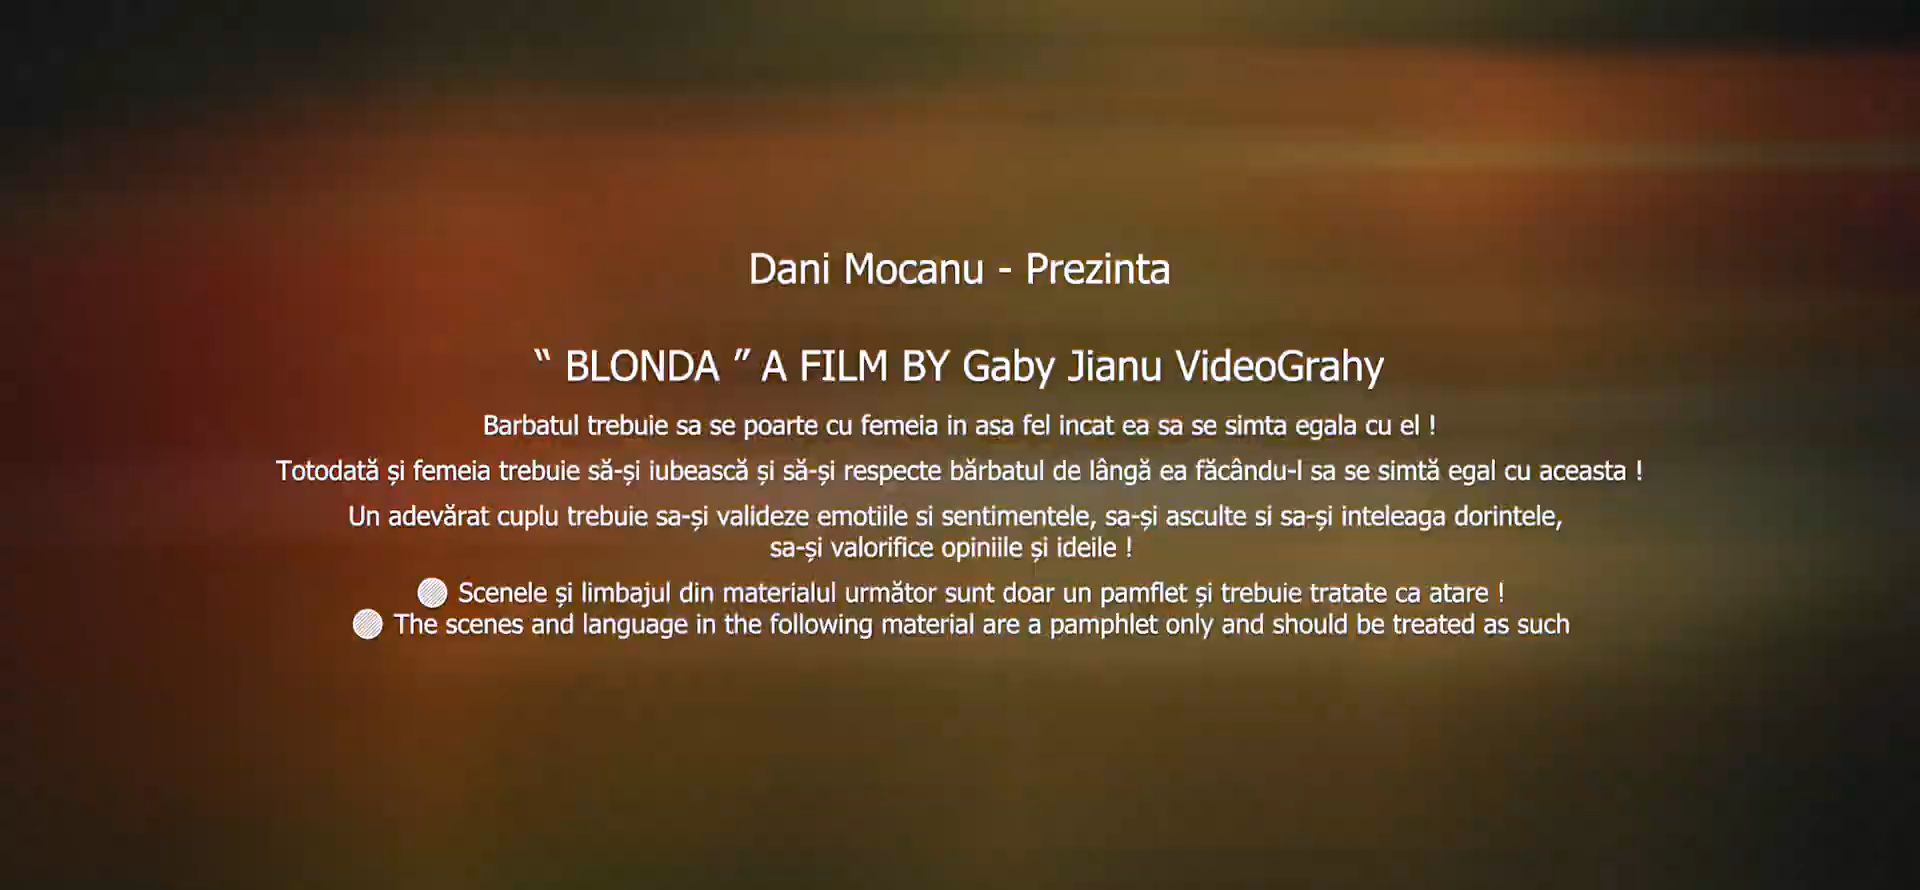 Dani Mocanu - Prezinta
“ BLONDA ” A FILM BY Gaby Jianu VideoGrahy
Barbatul trebuie sa se poarte cu femeia in asa fel incat ea sa se simta egala cu el !
Totodată și femeia trebuie să-și iubească și să-și respecte bărbatul de lângă ea făcându-l sa se simtă egal cu aceasta !
Un adevărat cuplu trebuie sa-și valideze emotiile si sentimentele, sa-și asculte si sa-și inteleaga dorintele,
sa-și valorifice opiniile și ideile !
Scenele și limbajul din materialul următor sunt doar un pamflet și trebuie tratate ca atare !
The scenes and language in the following material are a pamphlet only and should be treated as such